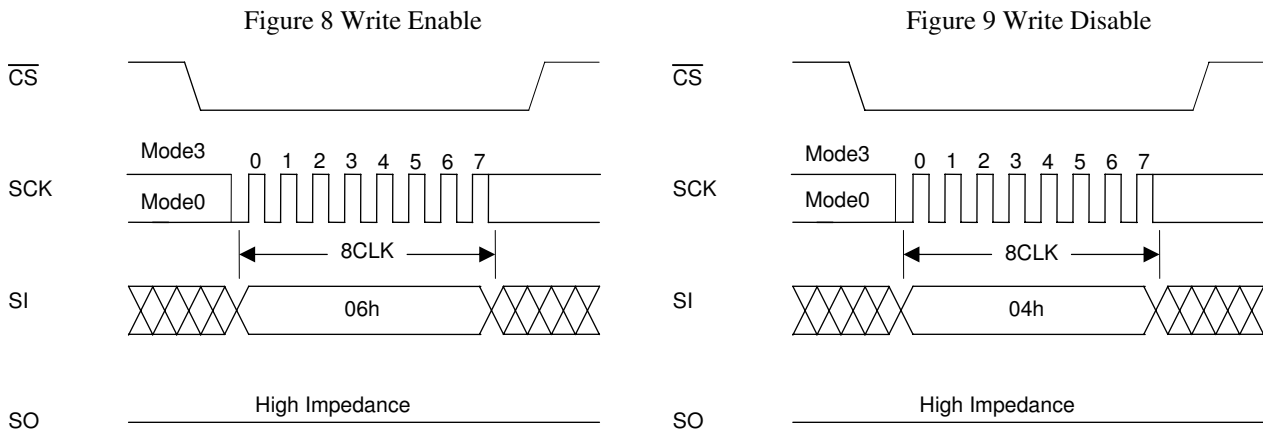 Figure 8 Write Enable
CS
Mode3
0 1 2 3 4 5 6 7
SCK
Mode0
8CLK
SI
06h
High Impedance
SO
Figure 9 Write Disable
CS
Mode3
0 1 2 3 4 5 6 7
SCK
Mode0
8CLK
SI
04h
High Impedance
SO